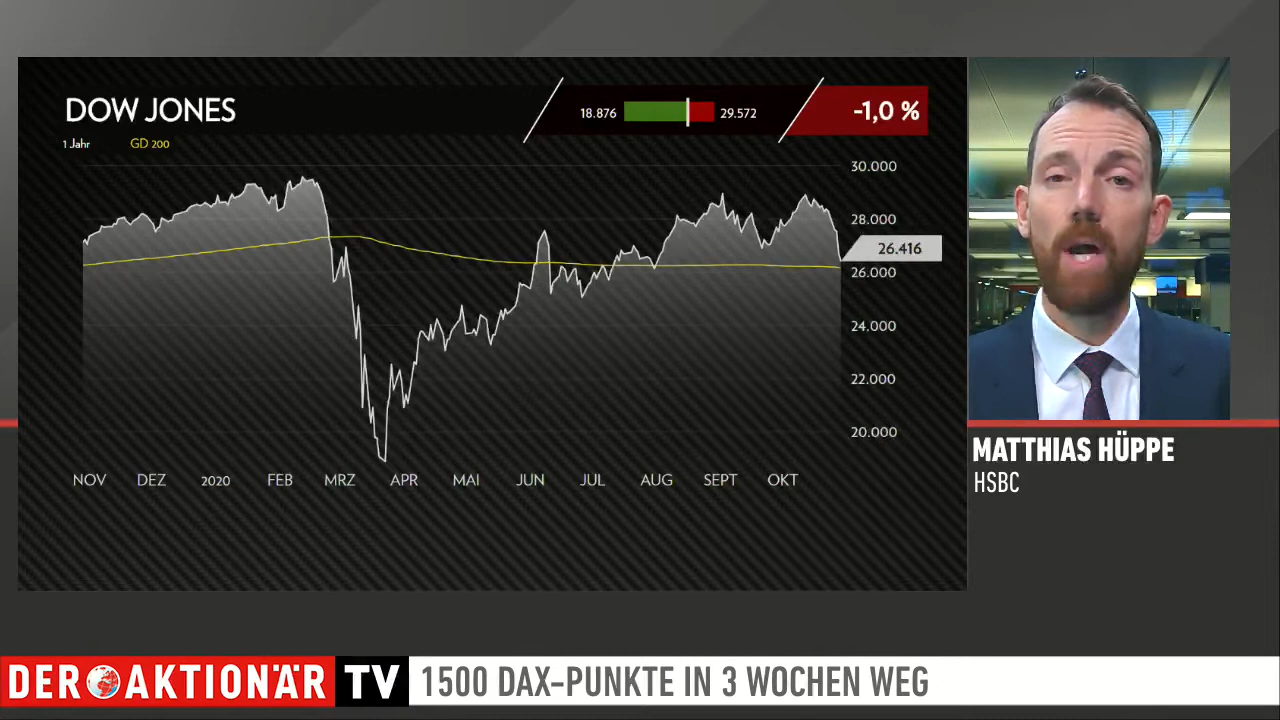 DOW JONES
18.876 29.572
-1,0 %
1 Jahr GD 200
30.000
28.000
26.416
26.000
24.000
22.000
20.000
NOV DEZ 2020 FEB MRZ APR MAI JUN JUL AUG SEPT OKT
MATTHIAS HÜPPE
HSBC
DER AKTIONÄR TV
1500 DAX-PUNKTE IN 3 WOCHEN WEG